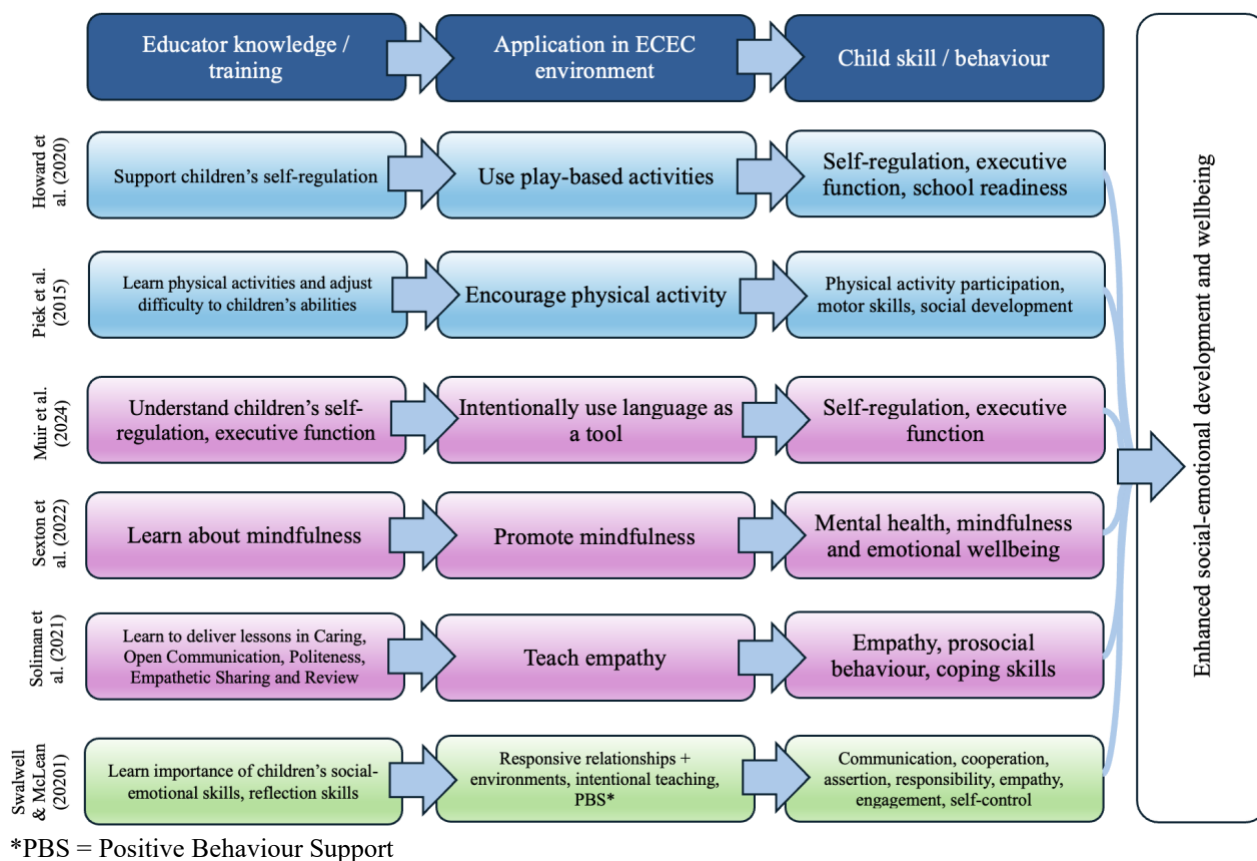 Educator knowledge /
training
Application in ECEC
environment
Child skill / behaviour
Howard et
al. (2020)
Support children's self-regulation
Use play-based activities
Self-regulation, executive
function, school readiness
Piek et al.
(2015)
Learn physical activities and adjust
difficulty to children's abilities
Encourage physical activity
Physical activity participation,
motor skills, social development
Muir et al.
(2024)
Understand children's self-
regulation, executive function
Intentionally use language as
a tool
Self-regulation, executive
function
Sexton et
al. (2022)
Learn about mindfulness
Promote mindfulness
Mental health, mindfulness
and emotional wellbeing
Soliman et
al. (2021)
Learn to deliver lessons in Caring,
Open Communication, Politeness,
Empathetic Sharing and Review
Teach empathy
Empathy, prosocial
behaviour, coping skills
Swalwell
& McLean
(20201)
Learn importance of children's social-
emotional skills, reflection skills
Responsive relationships +
environments, intentional teaching,
PBS*
Communication, cooperation,
assertion, responsibility, empathy,
engagement, self-control
Enhanced social-emotional development and wellbeing
*PBS = Positive Behaviour Support